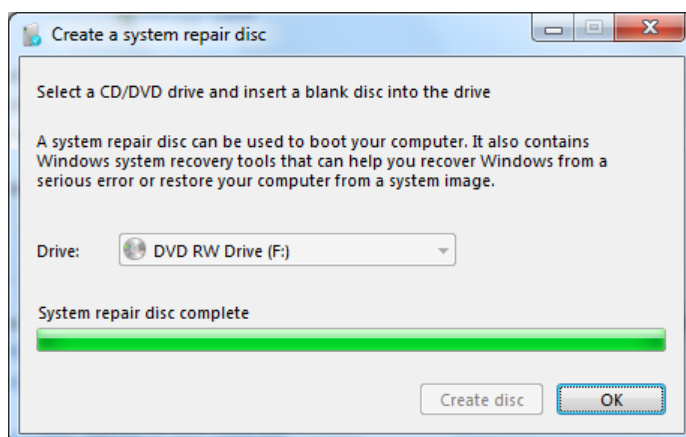 Create a system repair disc
Select a CD/DVD drive and insert a blank disc into the drive
A system repair disc can be used to boot your computer. It also contains
Windows system recovery tools that can help you recover Windows from a
serious error or restore your computer from a system image.
Drive: DVD RW Drive (F:)
System repair disc complete
Create disc OK